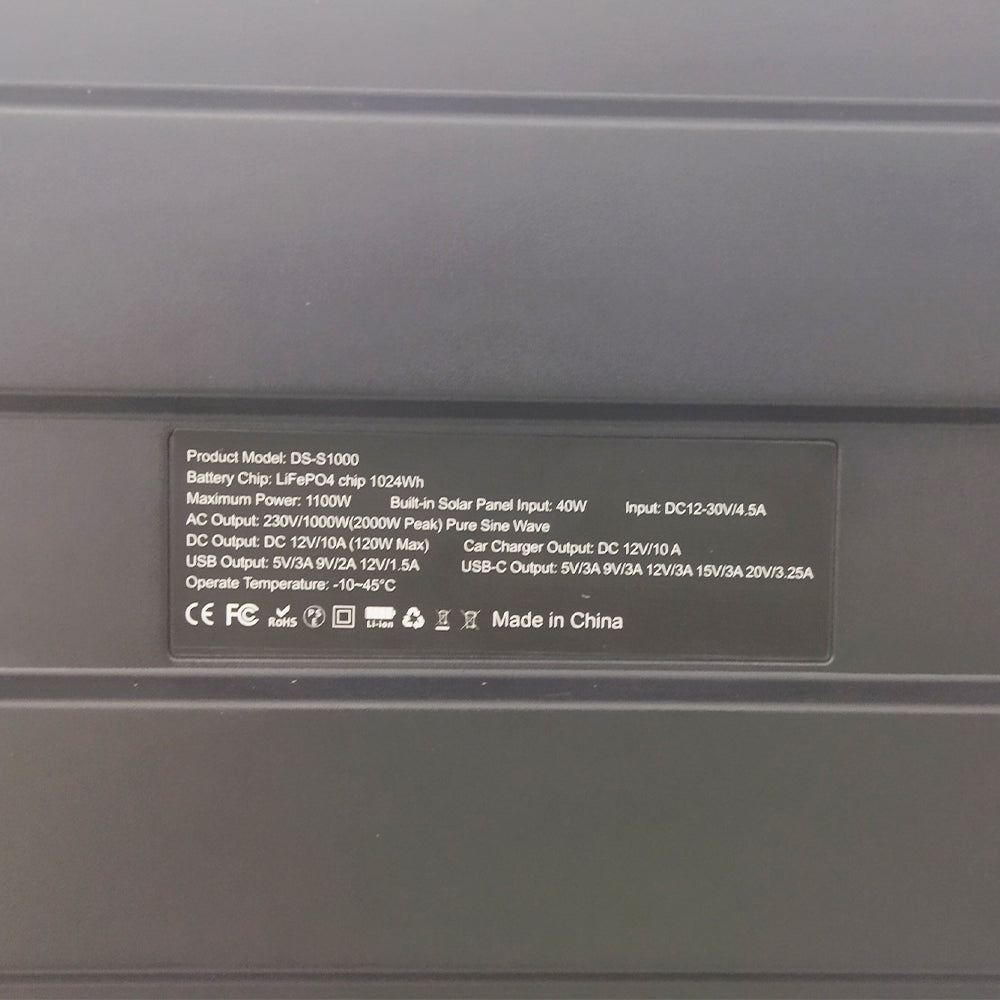 Product Model: DS-S1000
Battery Chip: LiFePO4 chip 1024Wh
Maximum Power: 1100W Built-in Solar Panel Input: 40W Input: DC12-30V/4.5A
AC Output: 230V/1000W(2000W Peak) Pure Sine Wave
DC Output: DC 12V/10A (120W Max) Car Charger Output: DC 12V/10 A
USB Output: 5V/3A 9V/2A 12V/1.5A USB-C Output: 5V/3A 9V/3A 12V/3A 15V/3A 20V/3.25A
Operate Temperature: -10~45°C
CE FC RoHS PS Li-ion Made in China